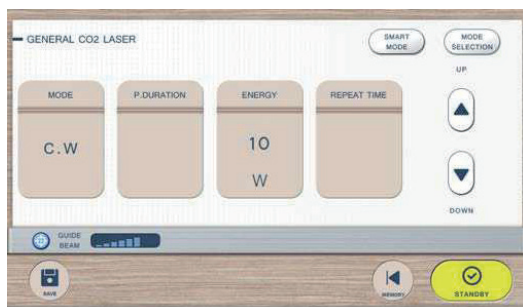 GENERAL CO2 LASER
SMART
MODE
MODE
SELECTION
UP
MODE
P.DURATION
ENERGY
REPEAT TIME
C.W
10
W
DOWN
GUIDE
BEAM
SAVE
MEMORY
STANDBY